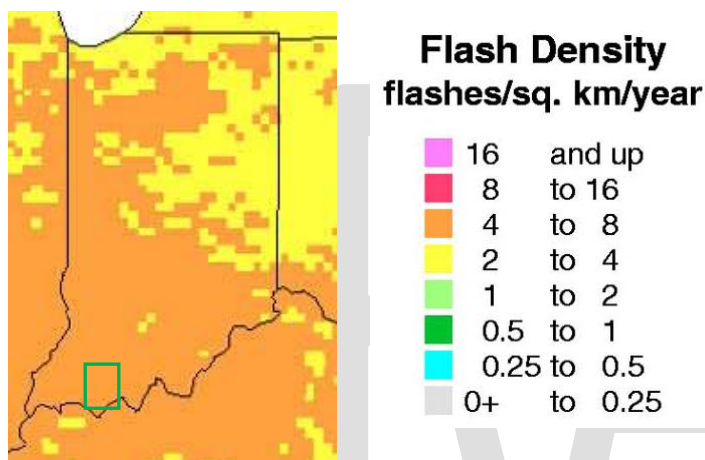 Flash Density
flashes/sq. km/year
16 and up
8 to 16
4 to 8
2 to 4
1 to 2
0.5 to 1
0.25 to 0.5
0+ to 0.25